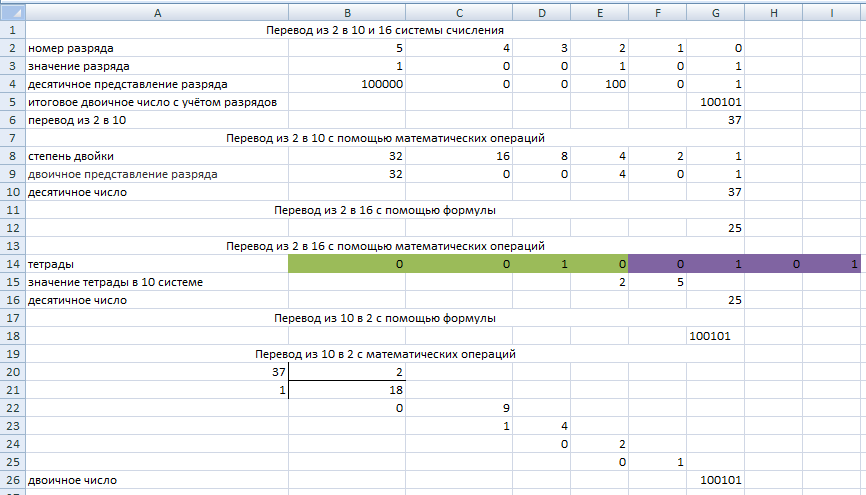 A B C D E F G H I
1 Перевод из 2 в 10 и 16 системы счисления
2 номер разряда 5 4 3 2 1 0
3 значение разряда 1 0 0 1 0 1
4 десятичное представление разряда 100000 0 0 100 0 1
5 итоговое двоичное число с учётом разрядов 100101
6 перевод из 2 в 10 37
7 Перевод из 2 в 10 с помощью математических операций
8 степень двойки 32 16 8 4 2 1
9 двоичное представление разряда 32 0 0 4 0 1
10 десятичное число 37
11 Перевод из 2 в 16 с помощью формулы
12 25
13 Перевод из 2 в 16 с помощью математических операций
14 тетрады 0 0 1 0 0 1 0 1
15 значение тетрады в 10 системе 2 5
16 десятичное число 25
17 Перевод из 10 в 2 с помощью формулы
18 100101
19 Перевод из 10 в 2 с математических операций
20 37 2
21 1 18
22 0 9
23 1 4
24 0 2
25 0 1
26 двоичное число 100101